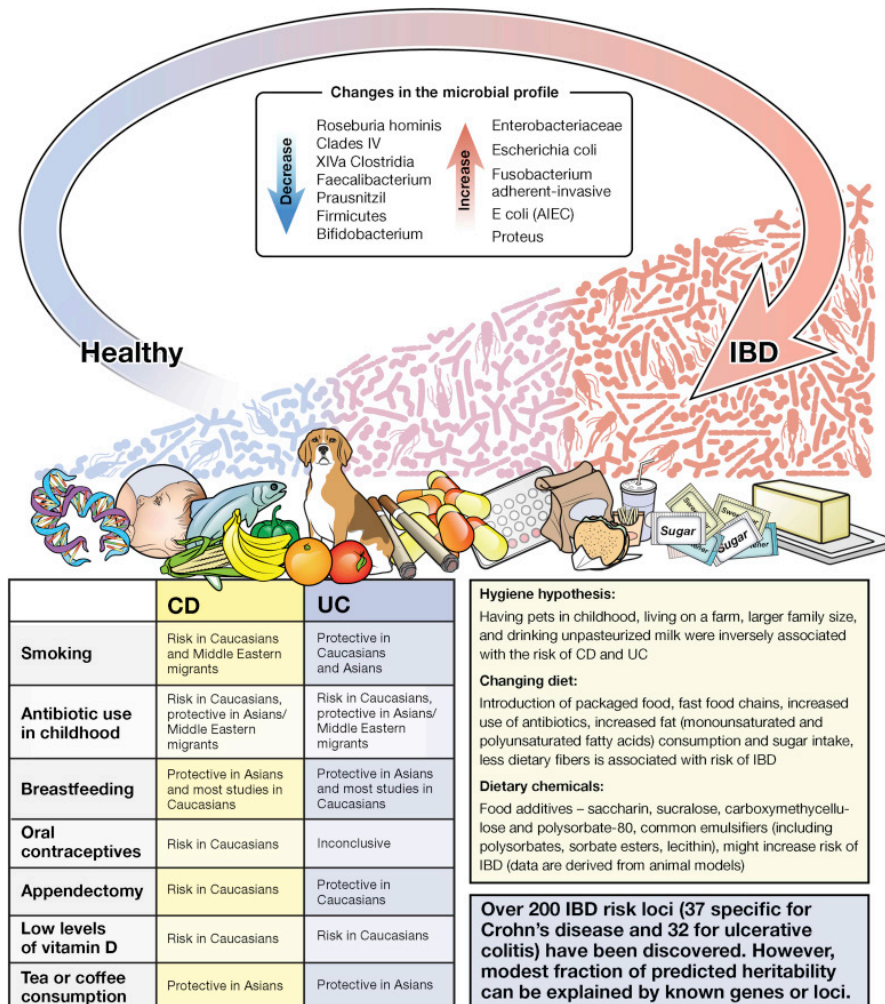 Changes in the microbial profile
Decrease
Roseburia hominis
Clades IV
XIVa Clostridia
Faecalibacterium
Prausnitzil
Firmicutes
Bifidobacterium
Increase
Enterobacteriaceae
Escherichia coli
Fusobacterium
adherent-invasive
E coli (AIEC)
Proteus
Healthy
IBD
Sugar
Sugar
CD
UC
Smoking
Risk in Caucasians
and Middle Eastern
migrants
Protective in
Caucasians
and Asians
Antibiotic use
in childhood
Risk in Caucasians,
protective in Asians/
Middle Eastern
migrants
Risk in Caucasians,
protective in Asians/
Middle Eastern
migrants
Breastfeeding
Protective in Asians
and most studies in
Caucasians
Protective in Asians
and most studies in
Caucasians
Oral
contraceptives
Risk in Caucasians
Inconclusive
Appendectomy
Risk in Caucasians
Protective in
Caucasians
Low levels
of vitamin D
Risk in Caucasians
Risk in Caucasians
Tea or coffee
consumption
Protective in Asians
Protective in Asians
Hygiene hypothesis:
Having pets in childhood, living on a farm, larger family size,
and drinking unpasteurized milk were inversely associated
with the risk of CD and UC
Changing diet:
Introduction of packaged food, fast food chains, increased
use of antibiotics, increased fat (monounsaturated and
polyunsaturated fatty acids) consumption and sugar intake,
less dietary fibers is associated with risk of IBD
Dietary chemicals:
Food additives – saccharin, sucralose, carboxymethycellu-
lose and polysorbate-80, common emulsifiers (including
polysorbates, sorbate esters, lecithin), might increase risk of
IBD (data are derived from animal models)
Over 200 IBD risk loci (37 specific for
Crohn's disease and 32 for ulcerative
colitis) have been discovered. However,
modest fraction of predicted heritability
can be explained by known genes or loci.